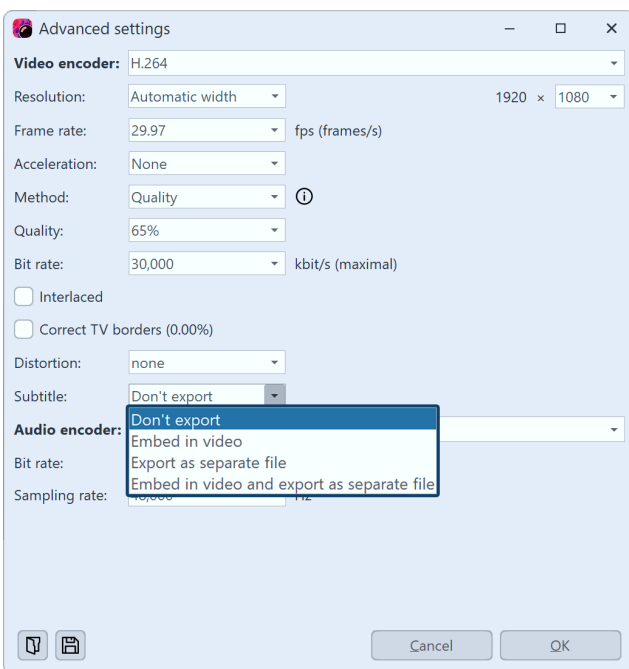 Advanced settings
Video encoder: H.264
Resolution: Automatic width 1920 × 1080
Frame rate: 29.97 fps (frames/s)
Acceleration: None
Method: Quality
Quality: 65%
Bit rate: 30,000 kbit/s (maximal)
Interlaced
Correct TV borders (0.00%)
Distortion: none
Subtitle: Don't export
Don't export
Audio encoder:
Embed in video
Bit rate: Export as separate file
Embed in video and export as separate file
Sampling rate:
Cancel OK